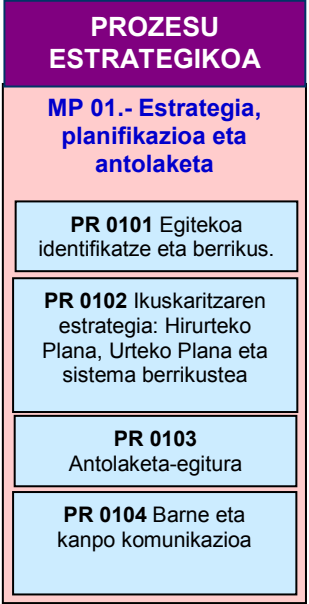 PROZESU
ESTRATEGIKOA
MP 01.- Estrategia,
planifikazioa eta
antolaketa
PR 0101 Egitekoa
identifikatze eta berrikus.
PR 0102 Ikuskaritzaren
estrategia: Hirurteko
Plana, Urteko Plana eta
sistema berrikustea
PR 0103
Antolaketa-egitura
PR 0104 Barne eta
kanpo komunikazioa